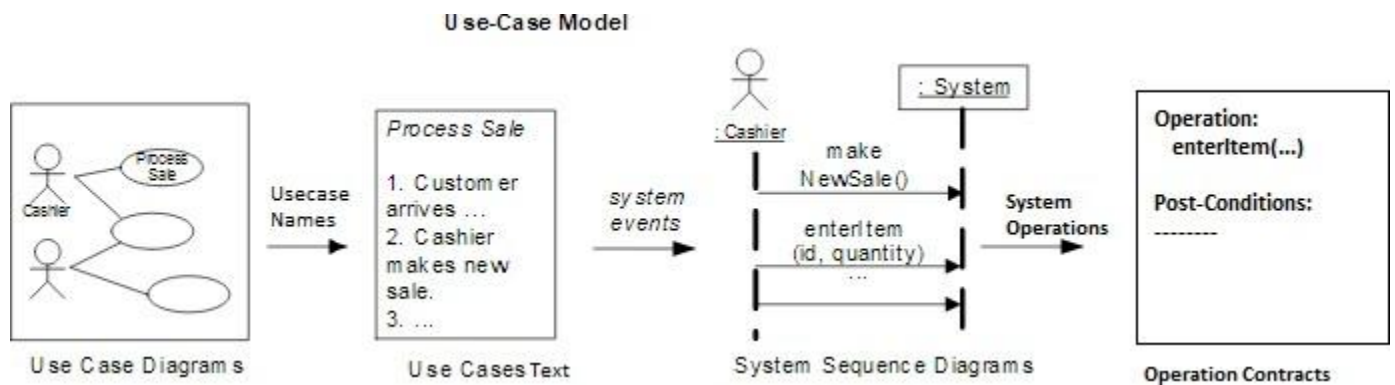 Use-Case Model
Process
Sale
Cashier
Use Case Diagrams
Usecase
Names
Process Sale
1. Customer
arrives ...
2. Cashier
makes new
sale.
3. ...
Use Cases Text
system
events
: Cashier
: System
make
NewSale()
enterItem
(id, quantity)
...
System Sequence Diagrams
System
Operations
Operation:
enterItem(...)
Post-Conditions:
--------
Operation Contracts